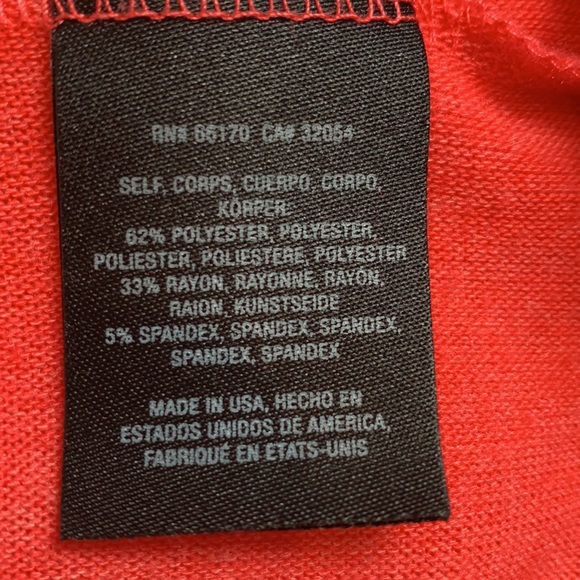 RN# 66170 CA# 32054
SELF, CORPS, CUERPO, CORPO,
KÖRPER:
62% POLYESTER, POLYESTER,
POLIESTER, POLIESTERE, POLYESTER
33% RAYON, RAYONNE, RAYON,
RAION, KUNSTSEIDE
5% SPANDEX, SPANDEX, SPANDEX,
SPANDEX, SPANDEX
MADE IN USA, HECHO EN
ESTADOS UNIDOS DE AMERICA,
FABRIQUÉ EN ETATS-UNIS